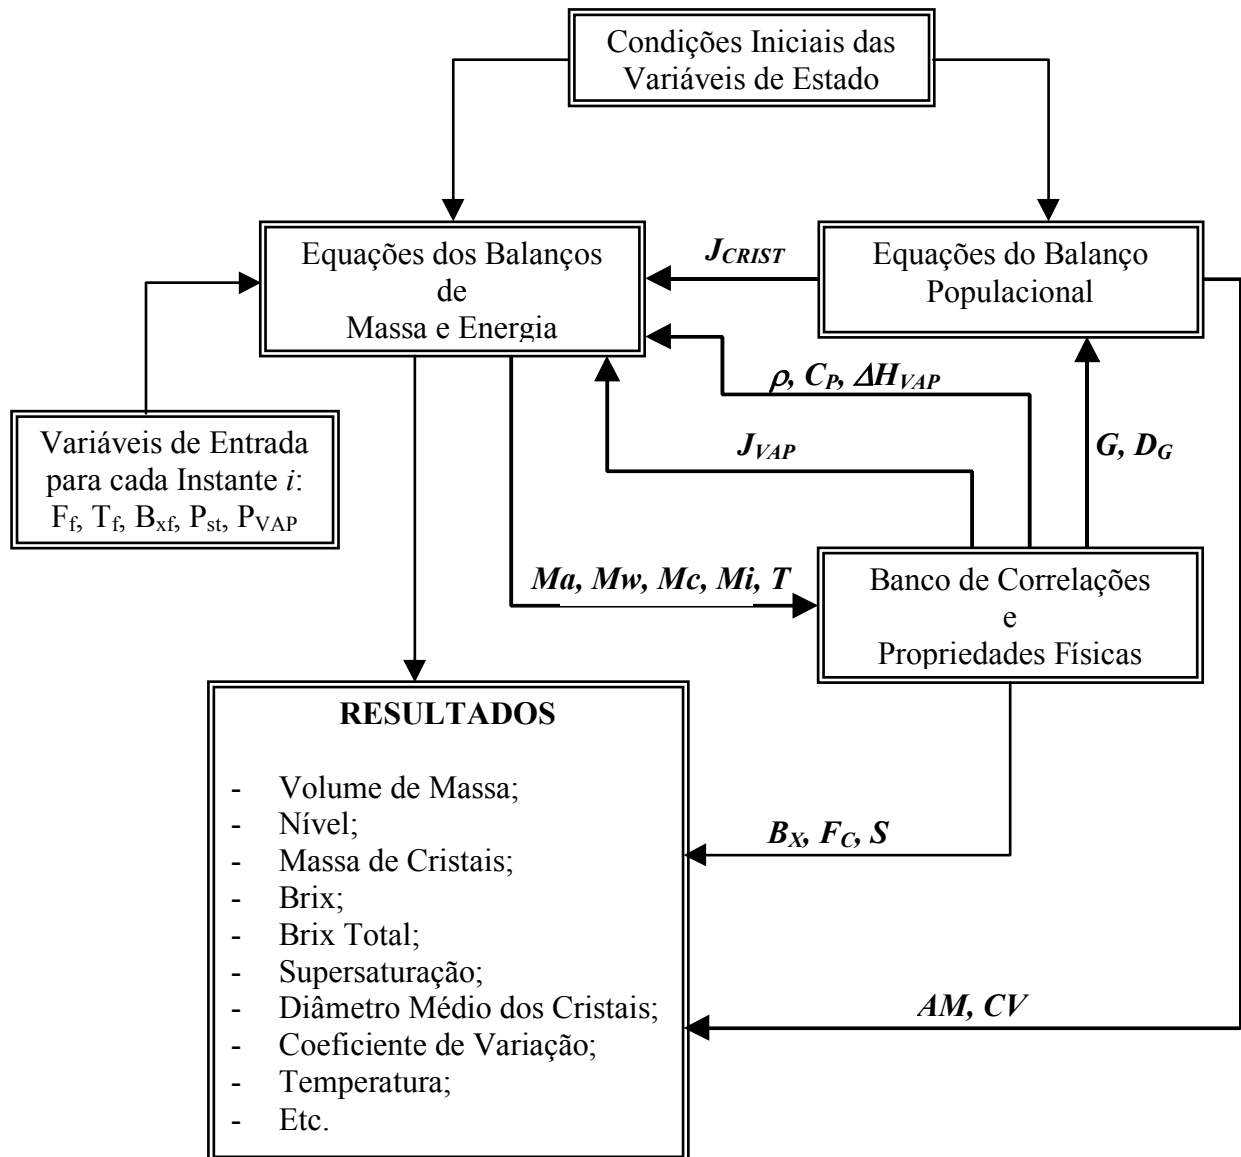 Condições Iniciais das
Variáveis de Estado
Equações dos Balanços
de
Massa e Energia
J_CRIST
Equações do Balanço
Populacional
ρ, C_P, ΔH_VAP
Variáveis de Entrada
para cada Instante i:
F_f, T_f, B_xf, P_st, P_VAP
J_VAP
G, D_G
Ma, Mw, Mc, Mi, T
Banco de Correlações
e
Propriedades Físicas
RESULTADOS
- Volume de Massa;
- Nível;
- Massa de Cristais;
- Brix;
- Brix Total;
- Supersaturação;
- Diâmetro Médio dos Cristais;
- Coeficiente de Variação;
- Temperatura;
- Etc.
B_X, F_C, S
AM, CV